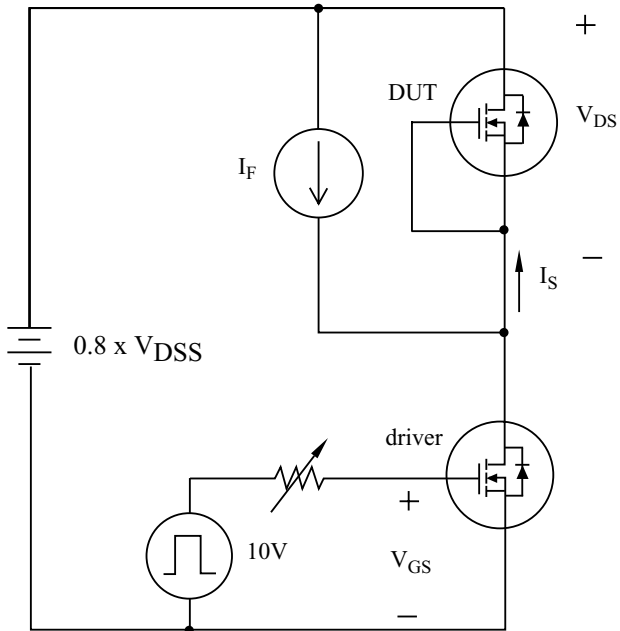 +
DUT
V_DS
I_F
−
I_S
0.8 x V_DSS
driver
+
10V
V_GS
−